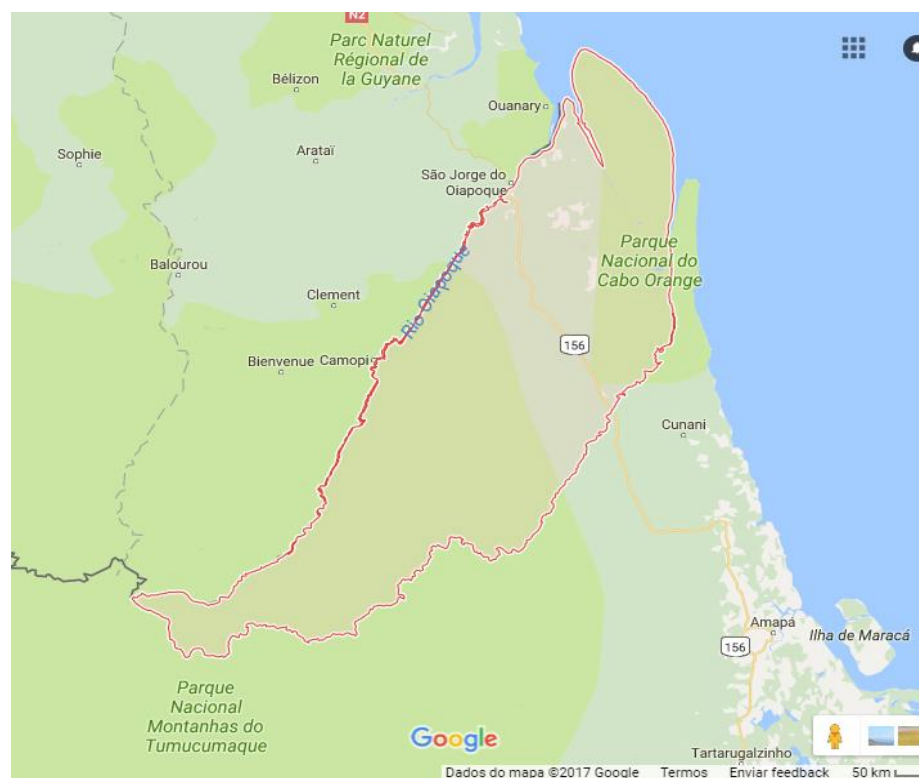 N2
Parc Naturel
Régional de
la Guyane
Bélizon
Ouanary
Sophie
Arataï
São Jorge do
Oiapoque
Balourou
Parque
Nacional do
Cabo Orange
Clement
Rio Oiapoque
156
Bienvenue
Camopi
Cunani
Amapá
Ilha de Maracá
156
Parque
Nacional
Montanhas do
Tumucumaque
Google
Tartarugalzinho
Dados do mapa ©2017 Google Termos Enviar feedback 50 km